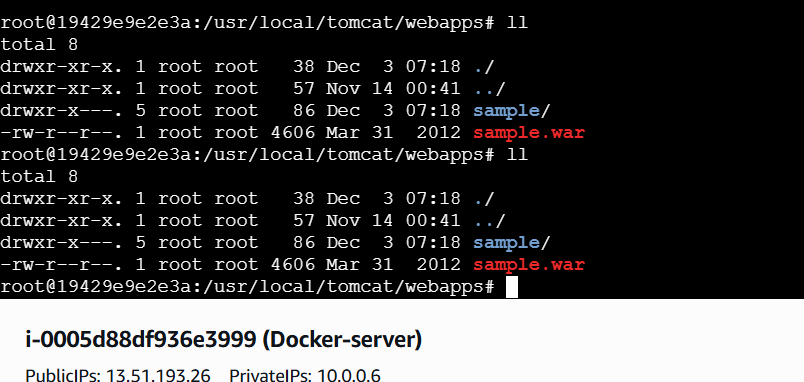 root@19429e9e2e3a:/usr/local/tomcat/webapps# ll
total 8
drwxr-xr-x. 1 root root   38 Dec  3 07:18 ./
drwxr-xr-x. 1 root root   57 Nov 14 00:41 ../
drwxr-x---. 5 root root   86 Dec  3 07:18 sample/
-rw-r--r--. 1 root root 4606 Mar 31  2012 sample.war
root@19429e9e2e3a:/usr/local/tomcat/webapps# ll
total 8
drwxr-xr-x. 1 root root   38 Dec  3 07:18 ./
drwxr-xr-x. 1 root root   57 Nov 14 00:41 ../
drwxr-x---. 5 root root   86 Dec  3 07:18 sample/
-rw-r--r--. 1 root root 4606 Mar 31  2012 sample.war
root@19429e9e2e3a:/usr/local/tomcat/webapps#
i-0005d88df936e3999 (Docker-server)
PublicIPs: 13.51.193.26    PrivateIPs: 10.0.0.6